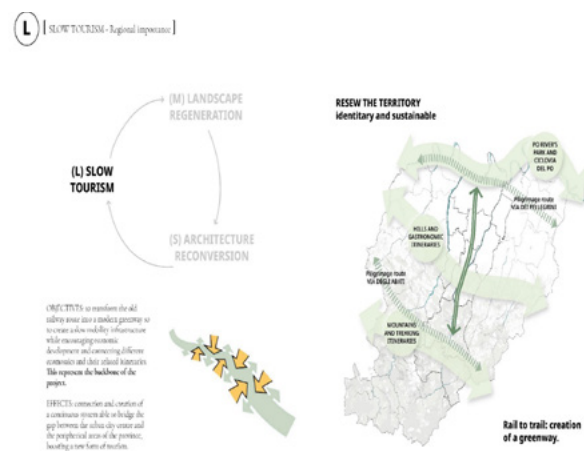 L
SLOW TOURISM - Regional importance
(M) LANDSCAPE
REGENERATION
(L) SLOW
TOURISM
(S) ARCHITECTURE
RECONVERSION
OBJECTIVES: to transform the old
railway route into a modern greenway so
to create a slow mobility infrastructure
while encouraging economic
development and connecting different
economies and their related itineraries.
This represent the backbone of the
project.
EFFECTS: connection and creation of
a continuous system able to bridge the
gap between the urban city center and
the peripherical areas of the province,
boosting a new form of tourism.
RESEW THE TERRITORY
identitary and sustainable
PO RIVER'S
PARK AND
CICLOVIA
DEL PO
Pilgrimage route
VIA DEI PELLEGRINI
HILLS AND
GASTRONOMIC
ITINERARIES
Pilgrimage route
VIA DEGLI ABATI
MOUNTAINS
AND TREKKING
ITINERARIES
Rail to trail: creation
of a greenway.